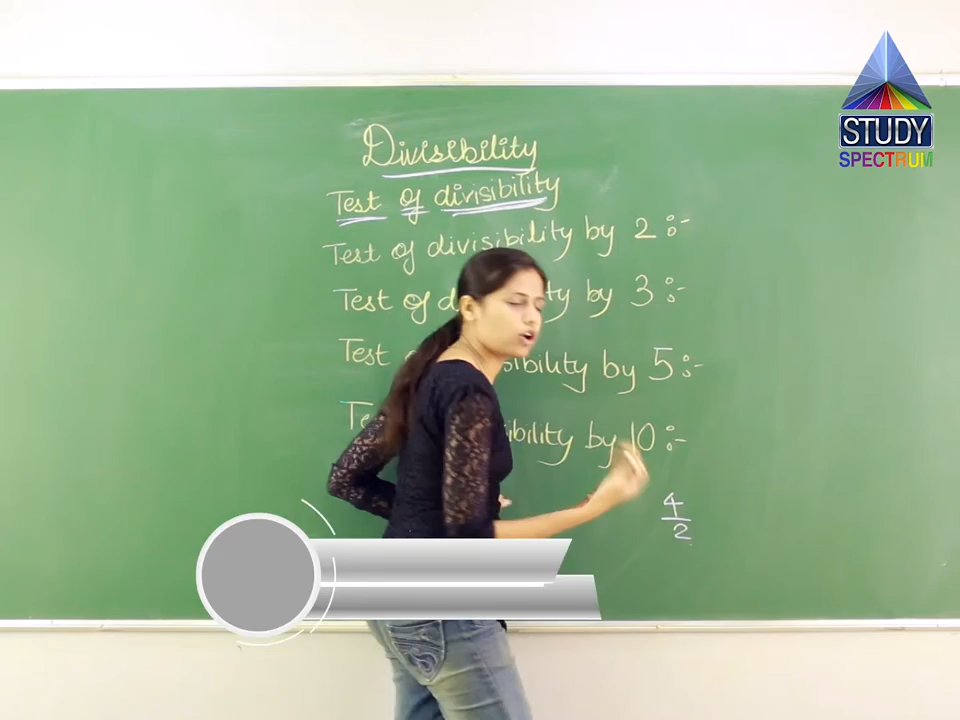 Divisibility
Test of divisibility
Test of divisibility by 2 :-
Test of d ty by 3 :-
Test sibility by 5 :-
Te ibility by 10 :-
4
2
STUDY
SPECTRUM